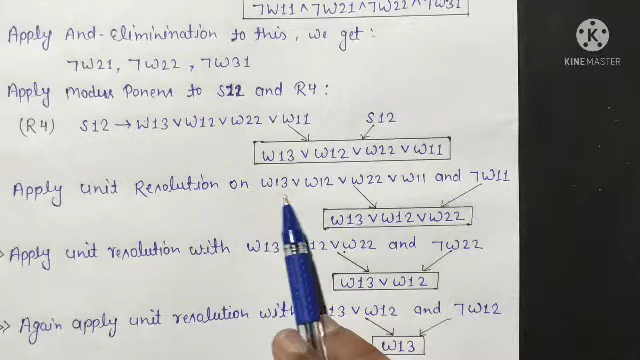 ¬W11 ∧ ¬W21 ∧ ¬W22 ∧ ¬W31
Apply And-Eliminination to this, we get:
¬W21, ¬W22, ¬W31
KINEMASTER
Apply Modus Ponens to S12 and R4:
(R4) S12 → W13 ∨ W12 ∨ W22 ∨ W11 S12
W13 ∨ W12 ∨ W22 ∨ W11
Apply unit Resolution on W13 ∨ W12 ∨ W22 ∨ W11 and ¬W11
W13 ∨ W12 ∨ W22
Apply unit resolution with W13 12 ∨ W22 and ¬W22
W13 ∨ W12
>> Again apply unit resolution with 13 ∨ W12 and ¬W12
W13